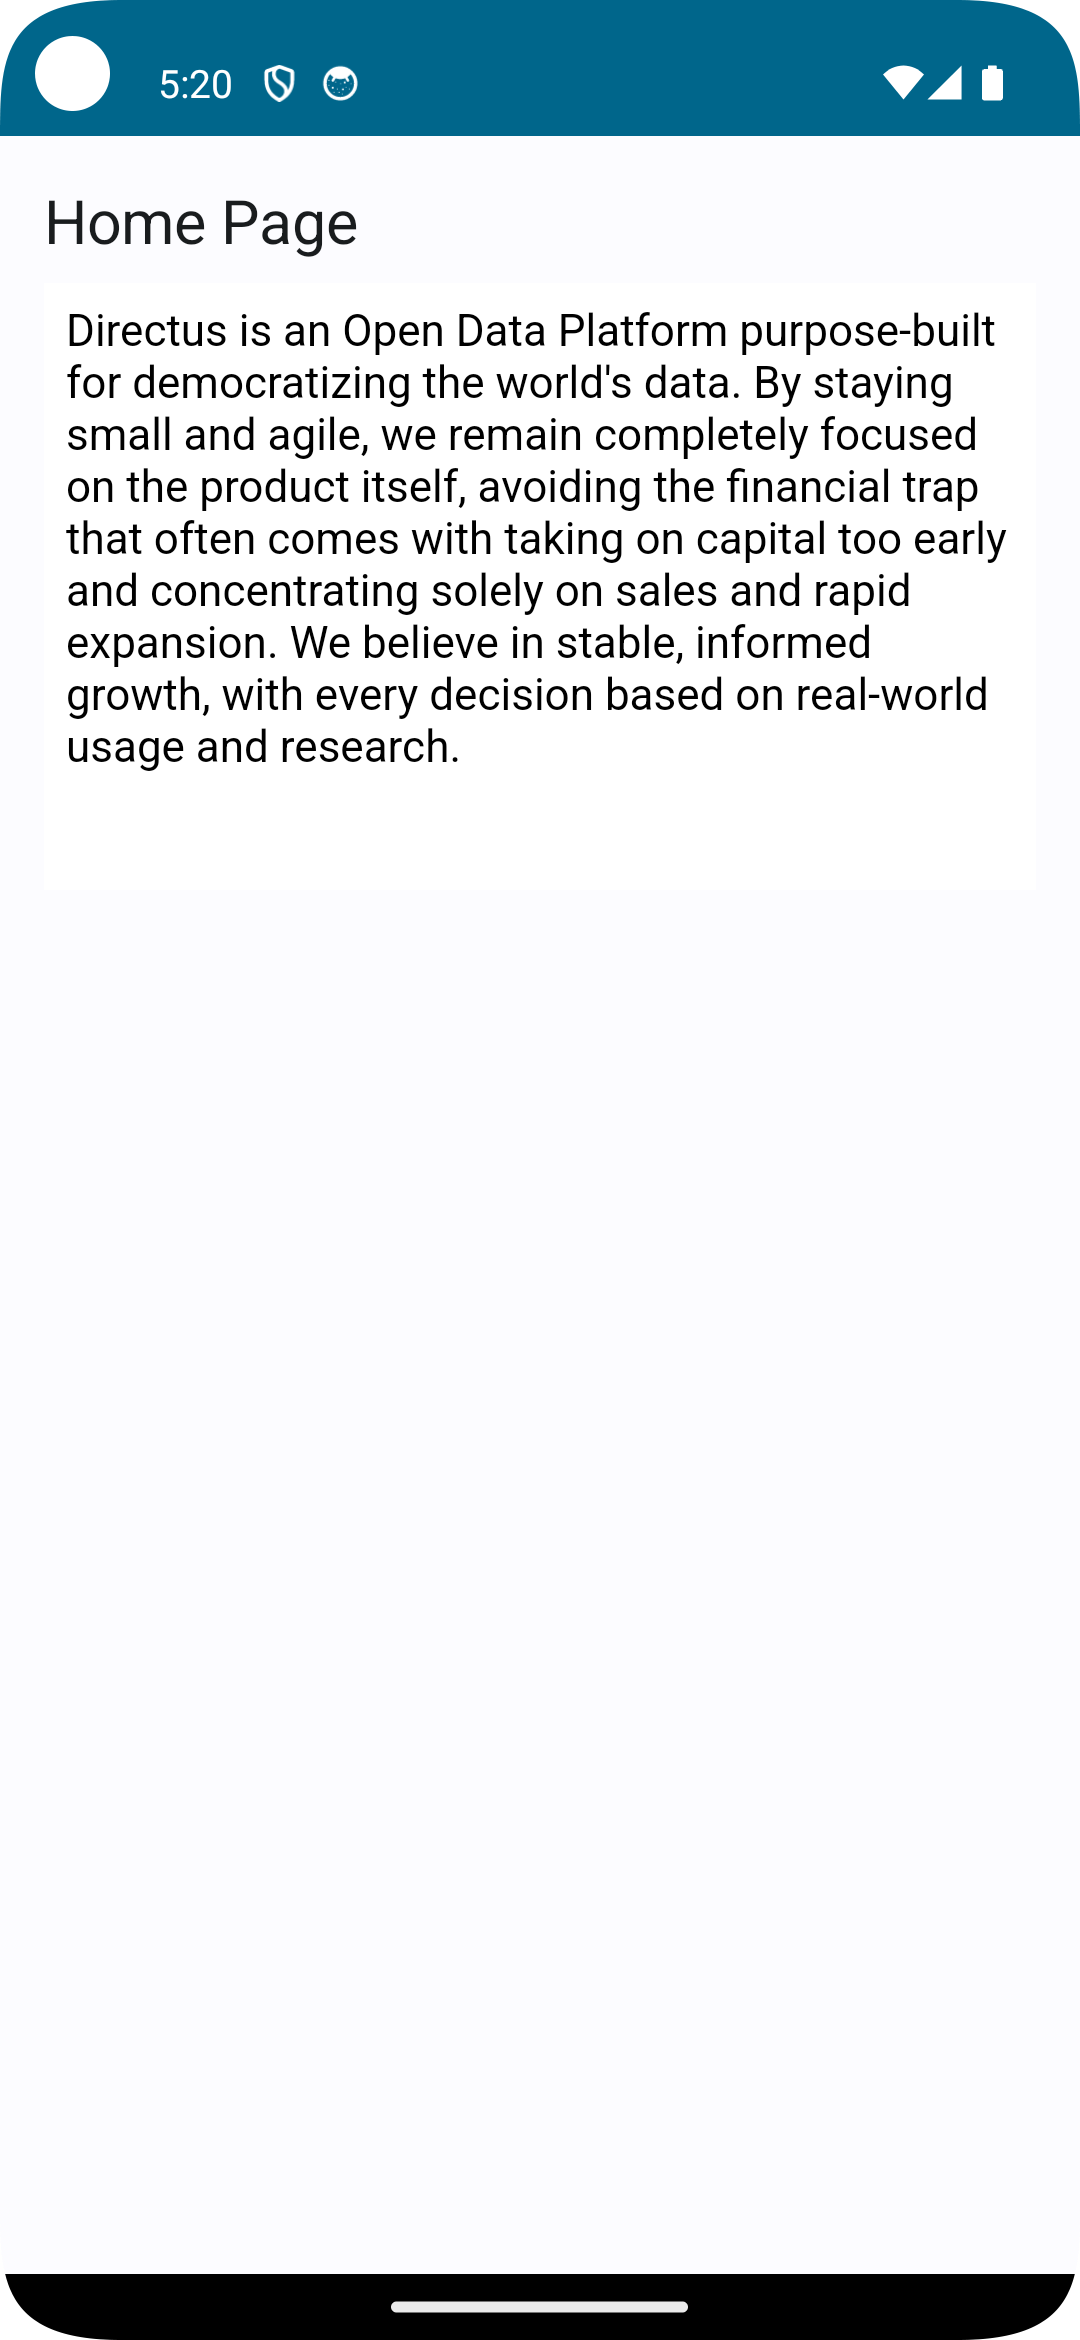 5:20
Home Page
Directus is an Open Data Platform purpose-built
for democratizing the world's data. By staying
small and agile, we remain completely focused
on the product itself, avoiding the financial trap
that often comes with taking on capital too early
and concentrating solely on sales and rapid
expansion. We believe in stable, informed
growth, with every decision based on real-world
usage and research.